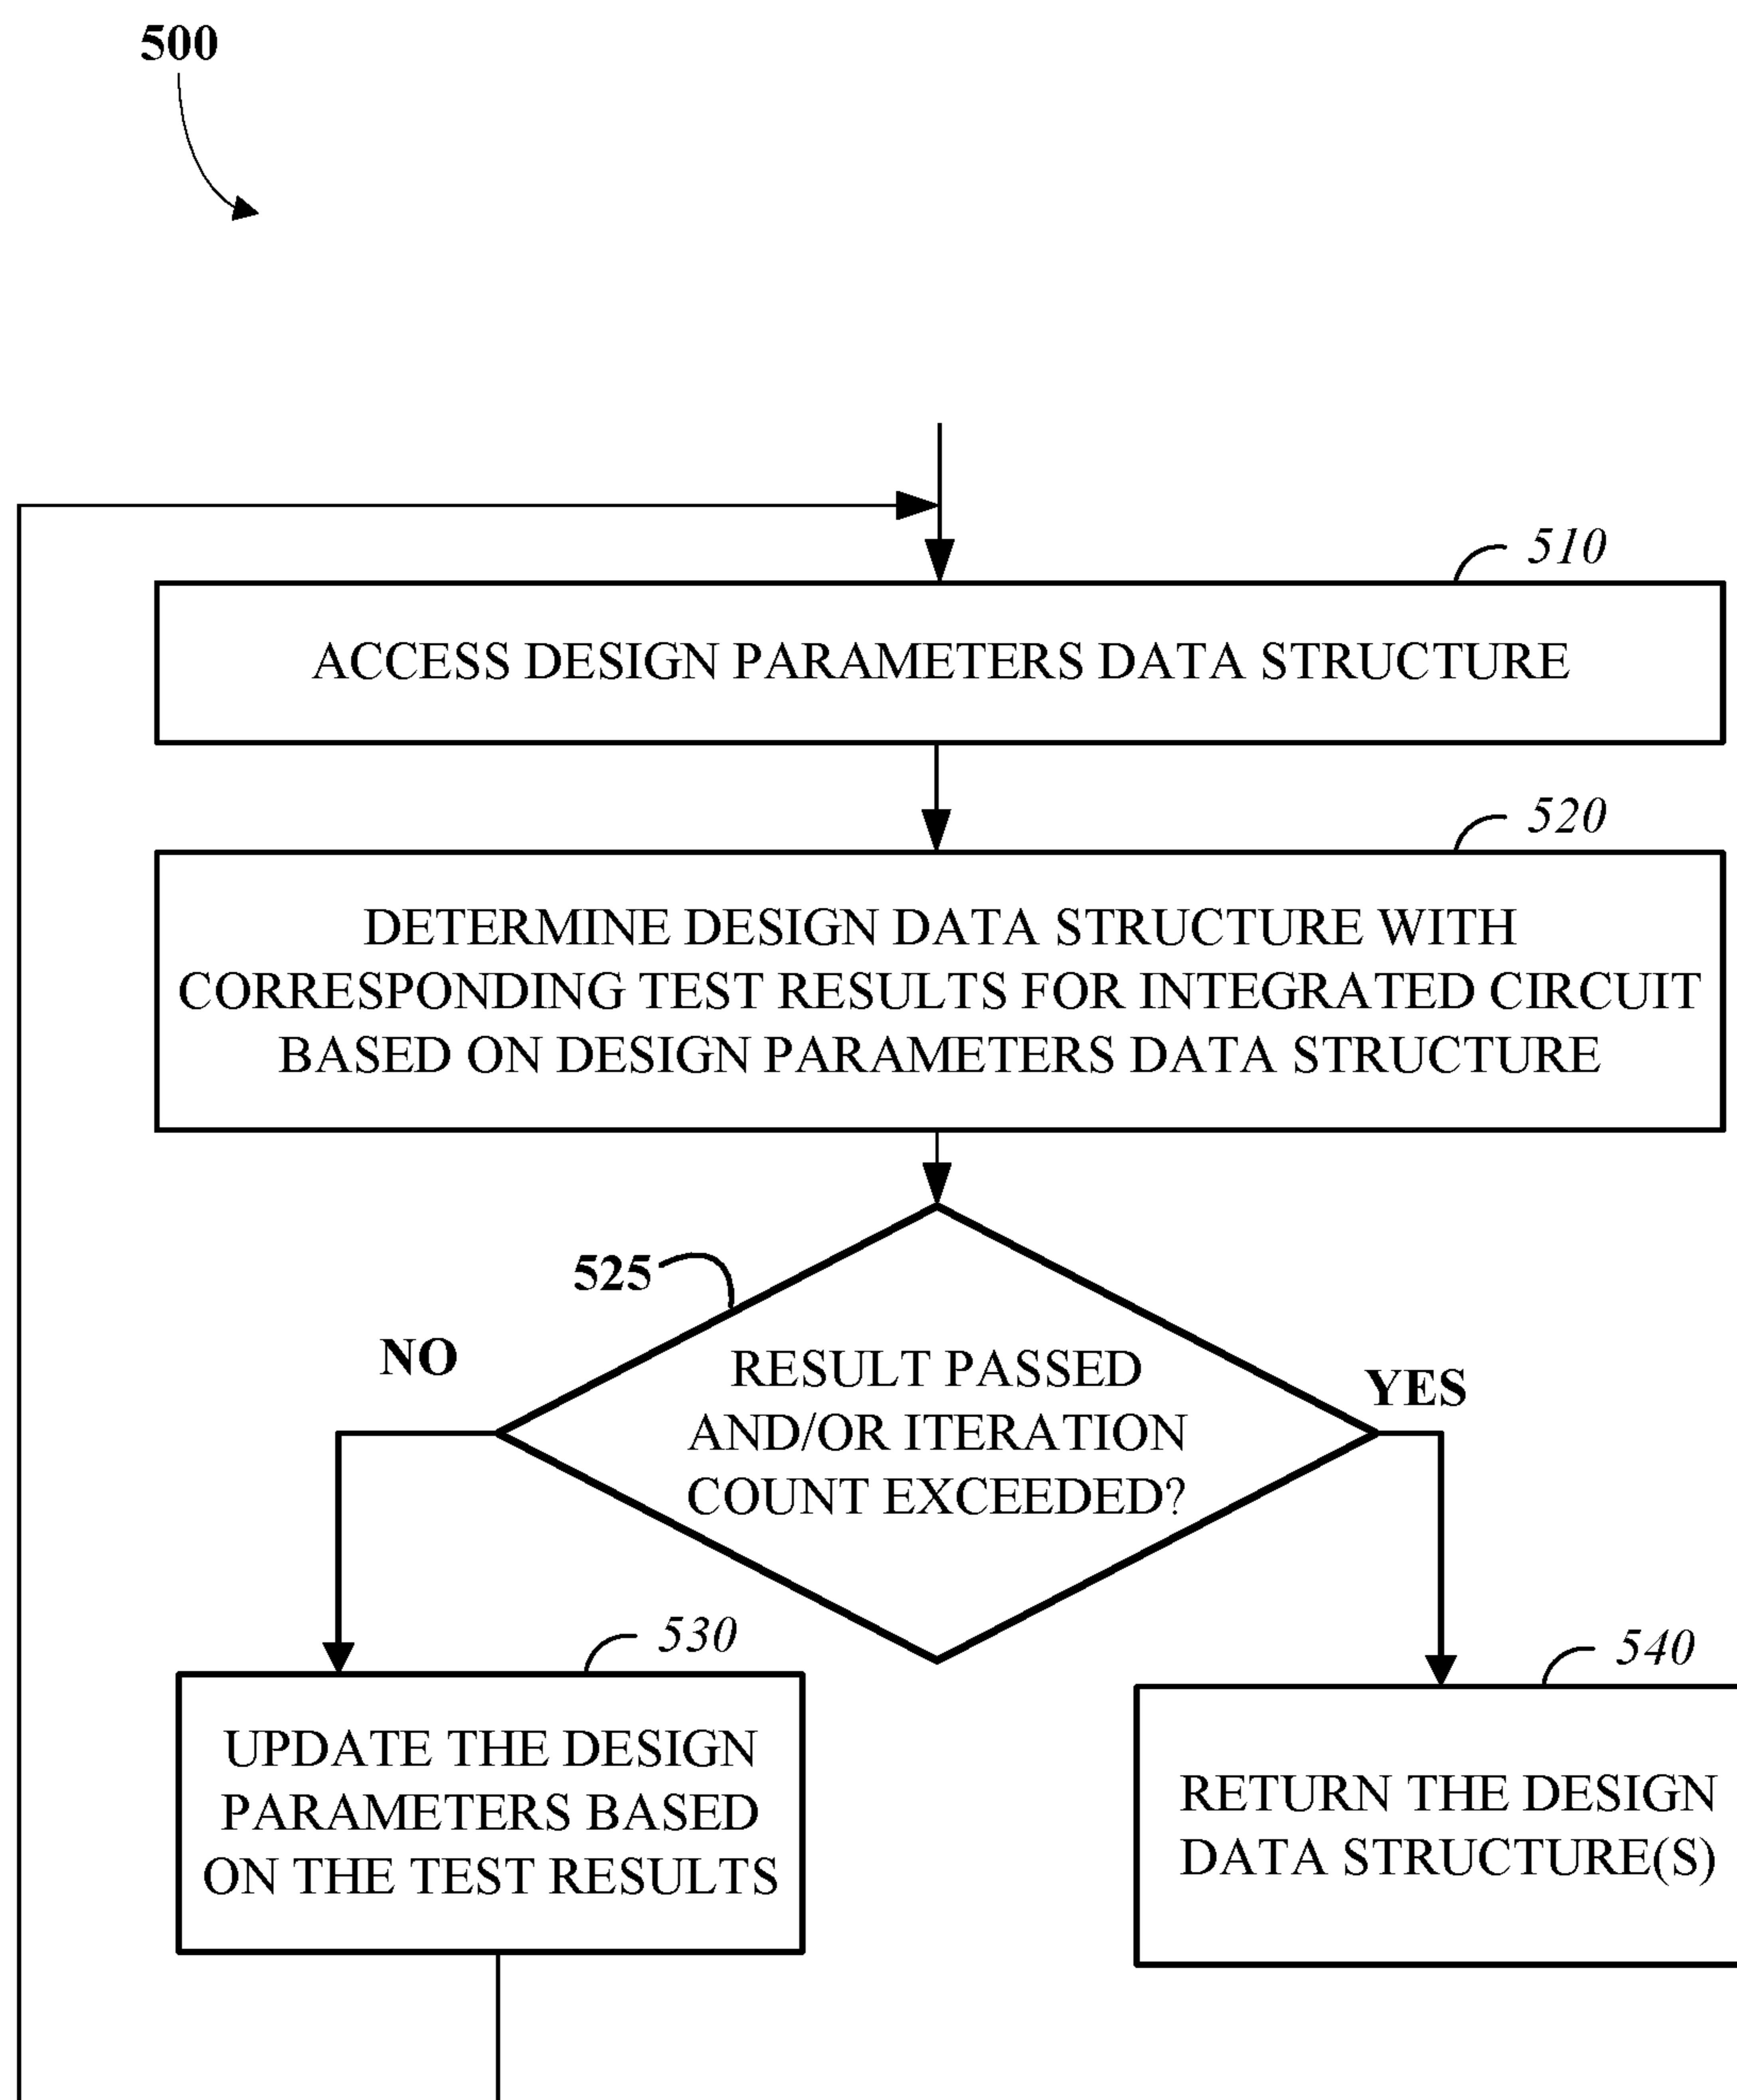 500
510
ACCESS DESIGN PARAMETERS DATA STRUCTURE
520
DETERMINE DESIGN DATA STRUCTURE WITH
CORRESPONDING TEST RESULTS FOR INTEGRATED CIRCUIT
BASED ON DESIGN PARAMETERS DATA STRUCTURE
525
NO
RESULT PASSED
AND/OR ITERATION
COUNT EXCEEDED?
YES
530
UPDATE THE DESIGN
PARAMETERS BASED
ON THE TEST RESULTS
540
RETURN THE DESIGN
DATA STRUCTURE(S)